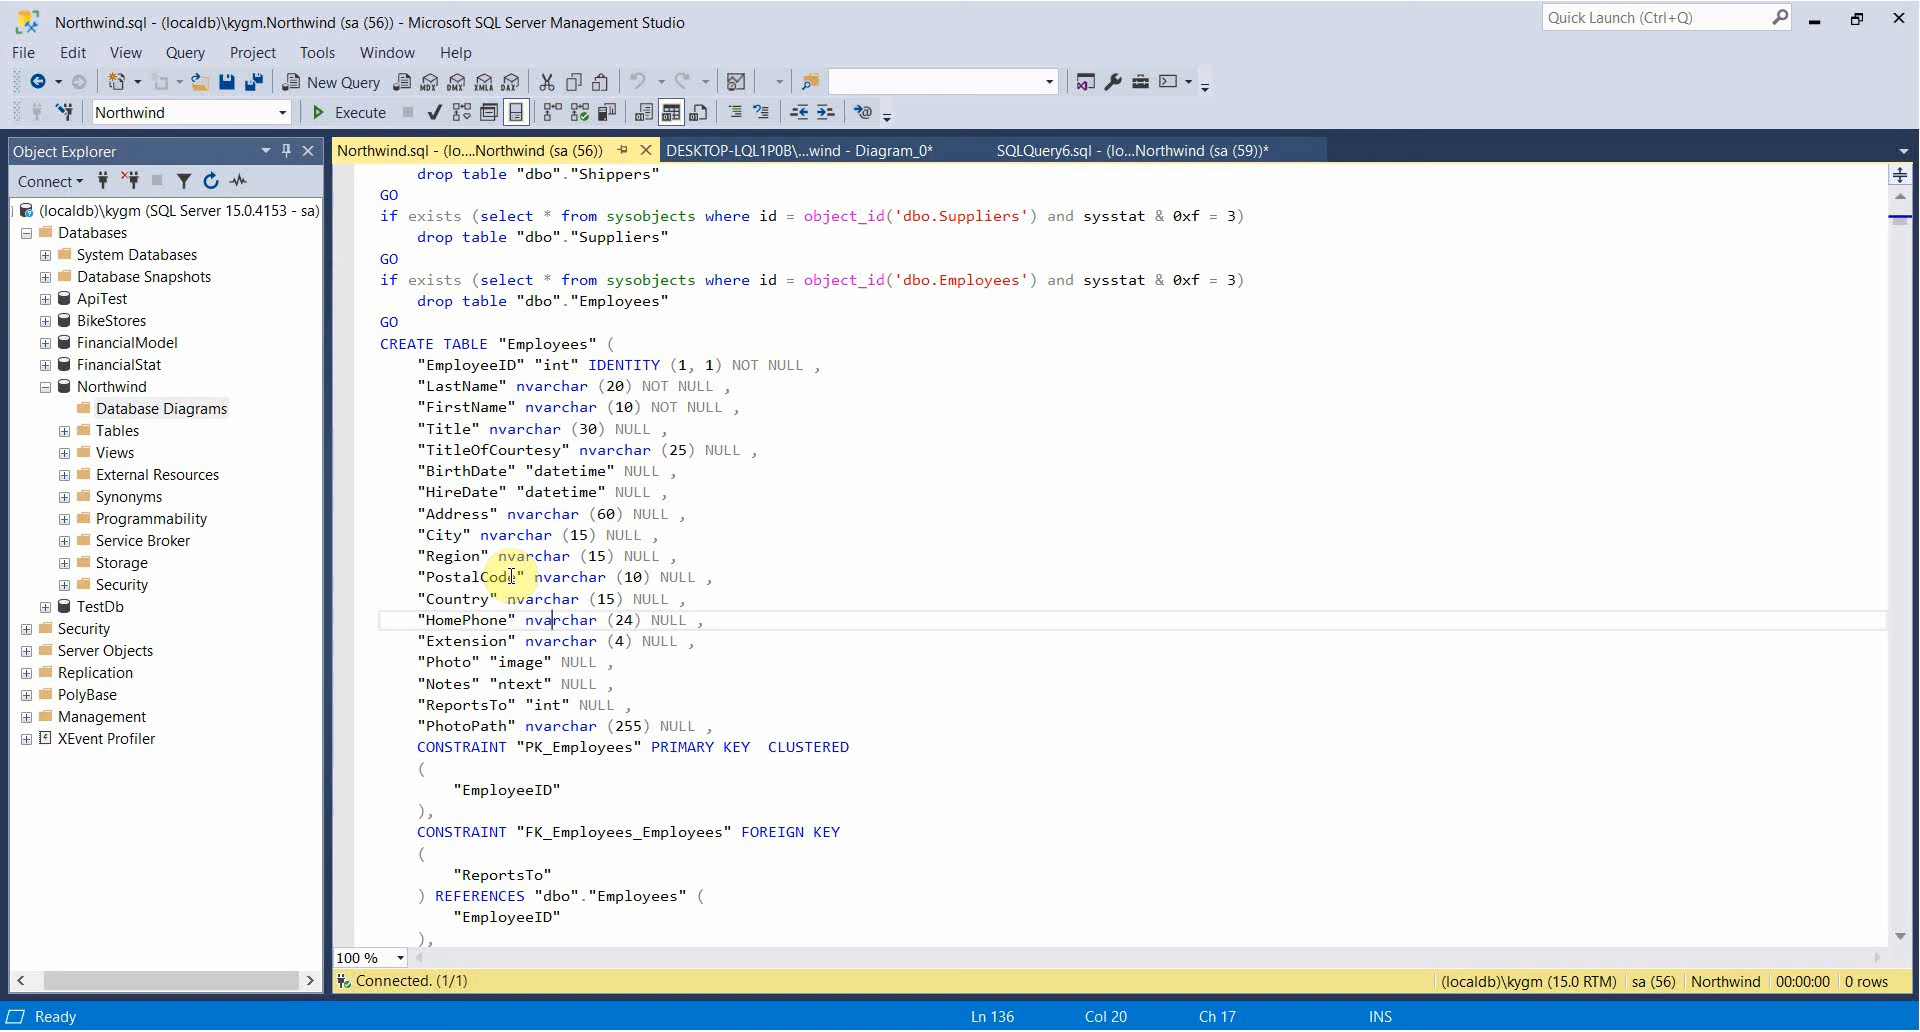 Northwind.sql - (localdb)\kygm.Northwind (sa (56)) - Microsoft SQL Server Management Studio
Quick Launch (Ctrl+Q)
File Edit View Query Project Tools Window Help
New Query MDX DMX XMLA DAX
Northwind Execute
Object Explorer
Northwind.sql - (lo....Northwind (sa (56)) DESKTOP-LQL1P0B\...wind - Diagram_0* SQLQuery6.sql - (lo...Northwind (sa (59))*
Connect
(localdb)\kygm (SQL Server 15.0.4153 - sa)
Databases
System Databases
Database Snapshots
ApiTest
BikeStores
FinancialModel
FinancialStat
Northwind
Database Diagrams
Tables
Views
External Resources
Synonyms
Programmability
Service Broker
Storage
Security
TestDb
Security
Server Objects
Replication
PolyBase
Management
XEvent Profiler
drop table "dbo"."Shippers"
GO
if exists (select * from sysobjects where id = object_id('dbo.Suppliers') and sysstat & 0xf = 3)
drop table "dbo"."Suppliers"
GO
if exists (select * from sysobjects where id = object_id('dbo.Employees') and sysstat & 0xf = 3)
drop table "dbo"."Employees"
GO
CREATE TABLE "Employees" (
"EmployeeID" "int" IDENTITY (1, 1) NOT NULL ,
"LastName" nvarchar (20) NOT NULL ,
"FirstName" nvarchar (10) NOT NULL ,
"Title" nvarchar (30) NULL ,
"TitleOfCourtesy" nvarchar (25) NULL ,
"BirthDate" "datetime" NULL ,
"HireDate" "datetime" NULL ,
"Address" nvarchar (60) NULL ,
"City" nvarchar (15) NULL ,
"Region" nvarchar (15) NULL ,
"PostalCode" nvarchar (10) NULL ,
"Country" nvarchar (15) NULL ,
"HomePhone" nvarchar (24) NULL ,
"Extension" nvarchar (4) NULL ,
"Photo" "image" NULL ,
"Notes" "ntext" NULL ,
"ReportsTo" "int" NULL ,
"PhotoPath" nvarchar (255) NULL ,
CONSTRAINT "PK_Employees" PRIMARY KEY  CLUSTERED
(
"EmployeeID"
),
CONSTRAINT "FK_Employees_Employees" FOREIGN KEY
(
"ReportsTo"
) REFERENCES "dbo"."Employees" (
"EmployeeID"
),
100 %
Connected. (1/1) (localdb)\kygm (15.0 RTM) sa (56) Northwind 00:00:00 0 rows
Ready Ln 136 Col 20 Ch 17 INS